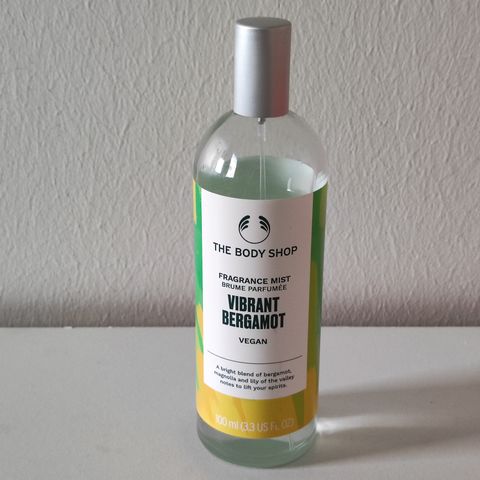 THE BODY SHOP
FRAGRANCE MIST
BRUME PARFUMÉE
VIBRANT
BERGAMOT
VEGAN
A bright blend of bergamot,
magnolia and lily of the valley
notes to lift your spirits.
100 ml (3.3 US FL OZ)